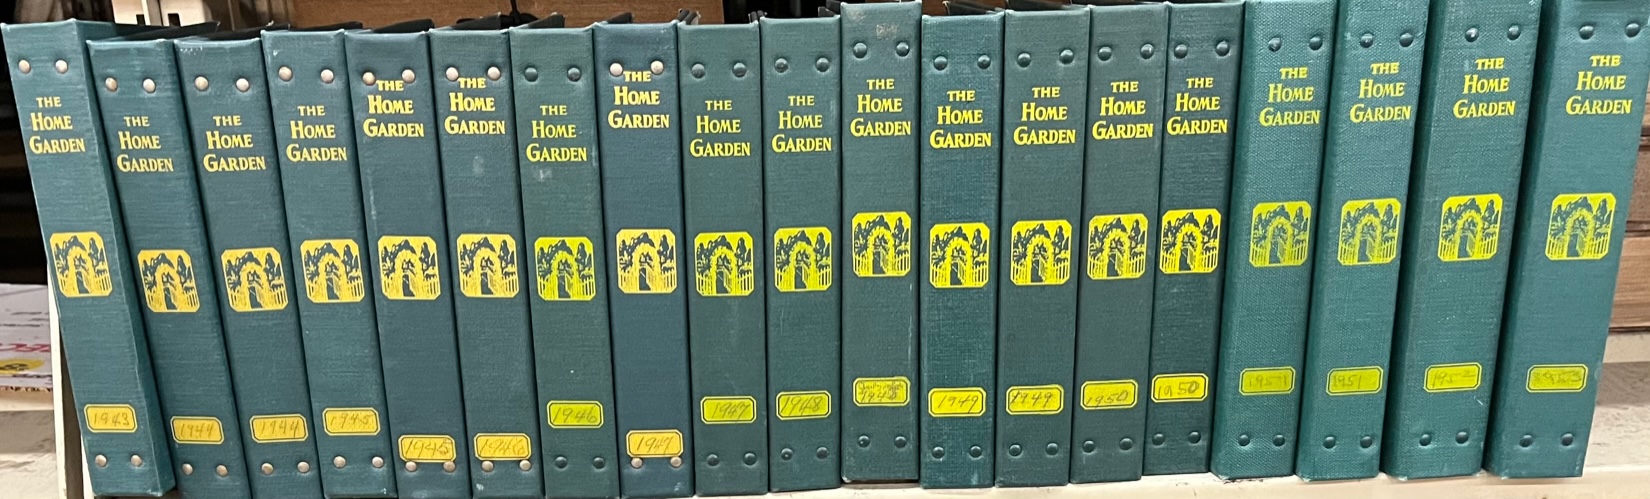 THE
HOME
GARDEN
1943
THE
HOME
GARDEN
1944
THE
HOME
GARDEN
1944
THE
HOME
GARDEN
1945
THE
HOME
GARDEN
1945
THE
HOME
GARDEN
1946
THE
HOME
GARDEN
1946
THE
HOME
GARDEN
1947
THE
HOME
GARDEN
1947
THE
HOME
GARDEN
1948
THE
HOME
GARDEN
1948
THE
HOME
GARDEN
1949
THE
HOME
GARDEN
1949
THE
HOME
GARDEN
1950
THE
HOME
GARDEN
1950
THE
HOME
GARDEN
1951
THE
HOME
GARDEN
1951
THE
HOME
GARDEN
1952
THE
HOME
GARDEN
1953